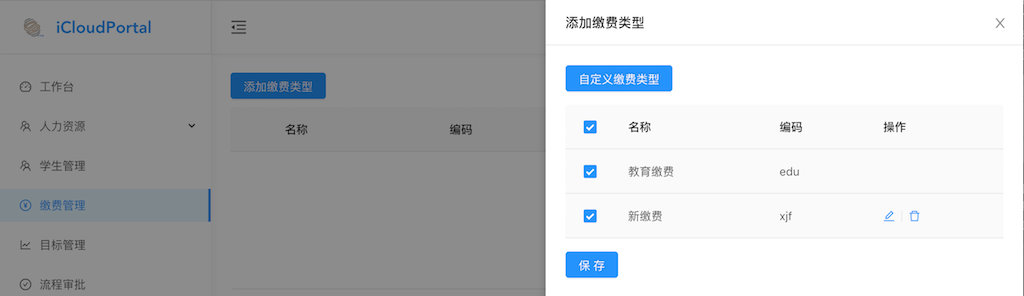 iCloudPortal
工作台
人力资源
学生管理
缴费管理
目标管理
流程审批
添加缴费类型
名称 编码
添加缴费类型
自定义缴费类型
名称 编码 操作
教育缴费 edu
新缴费 xjf
保 存